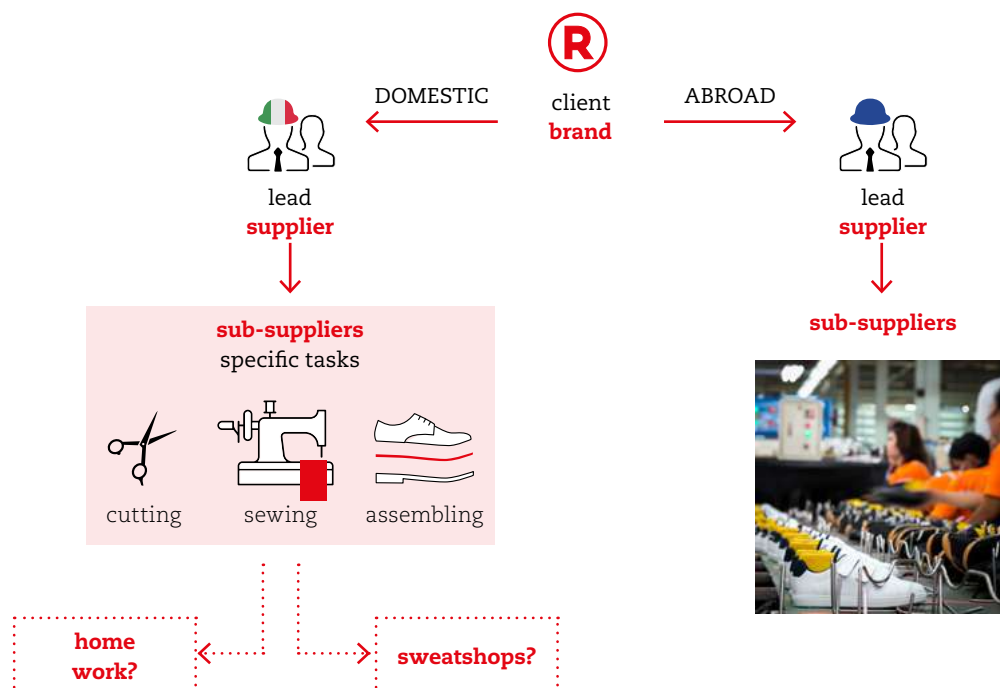 R
DOMESTIC
client
brand
ABROAD
lead
supplier
lead
supplier
sub-suppliers
specific tasks
cutting
sewing
assembling
sub-suppliers
home
work?
sweatshops?